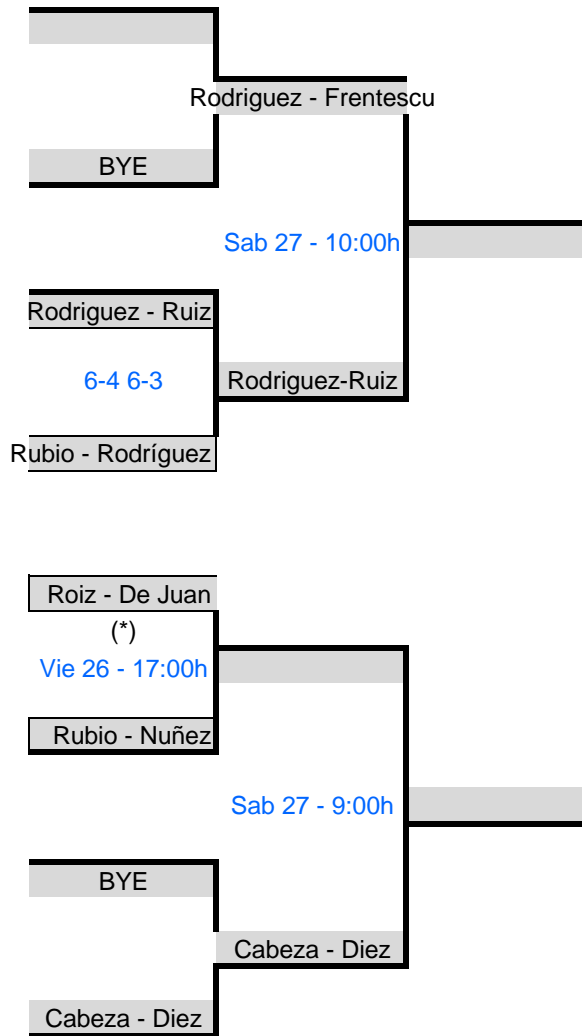 Rodriguez - Frentescu
BYE
Sab 27 - 10:00h
Rodriguez - Ruiz
6-4 6-3
Rodriguez-Ruiz
Rubio - Rodríguez
Roiz - De Juan
(*)
Vie 26 - 17:00h
Rubio - Nuñez
Sab 27 - 9:00h
BYE
Cabeza - Diez
Cabeza - Diez